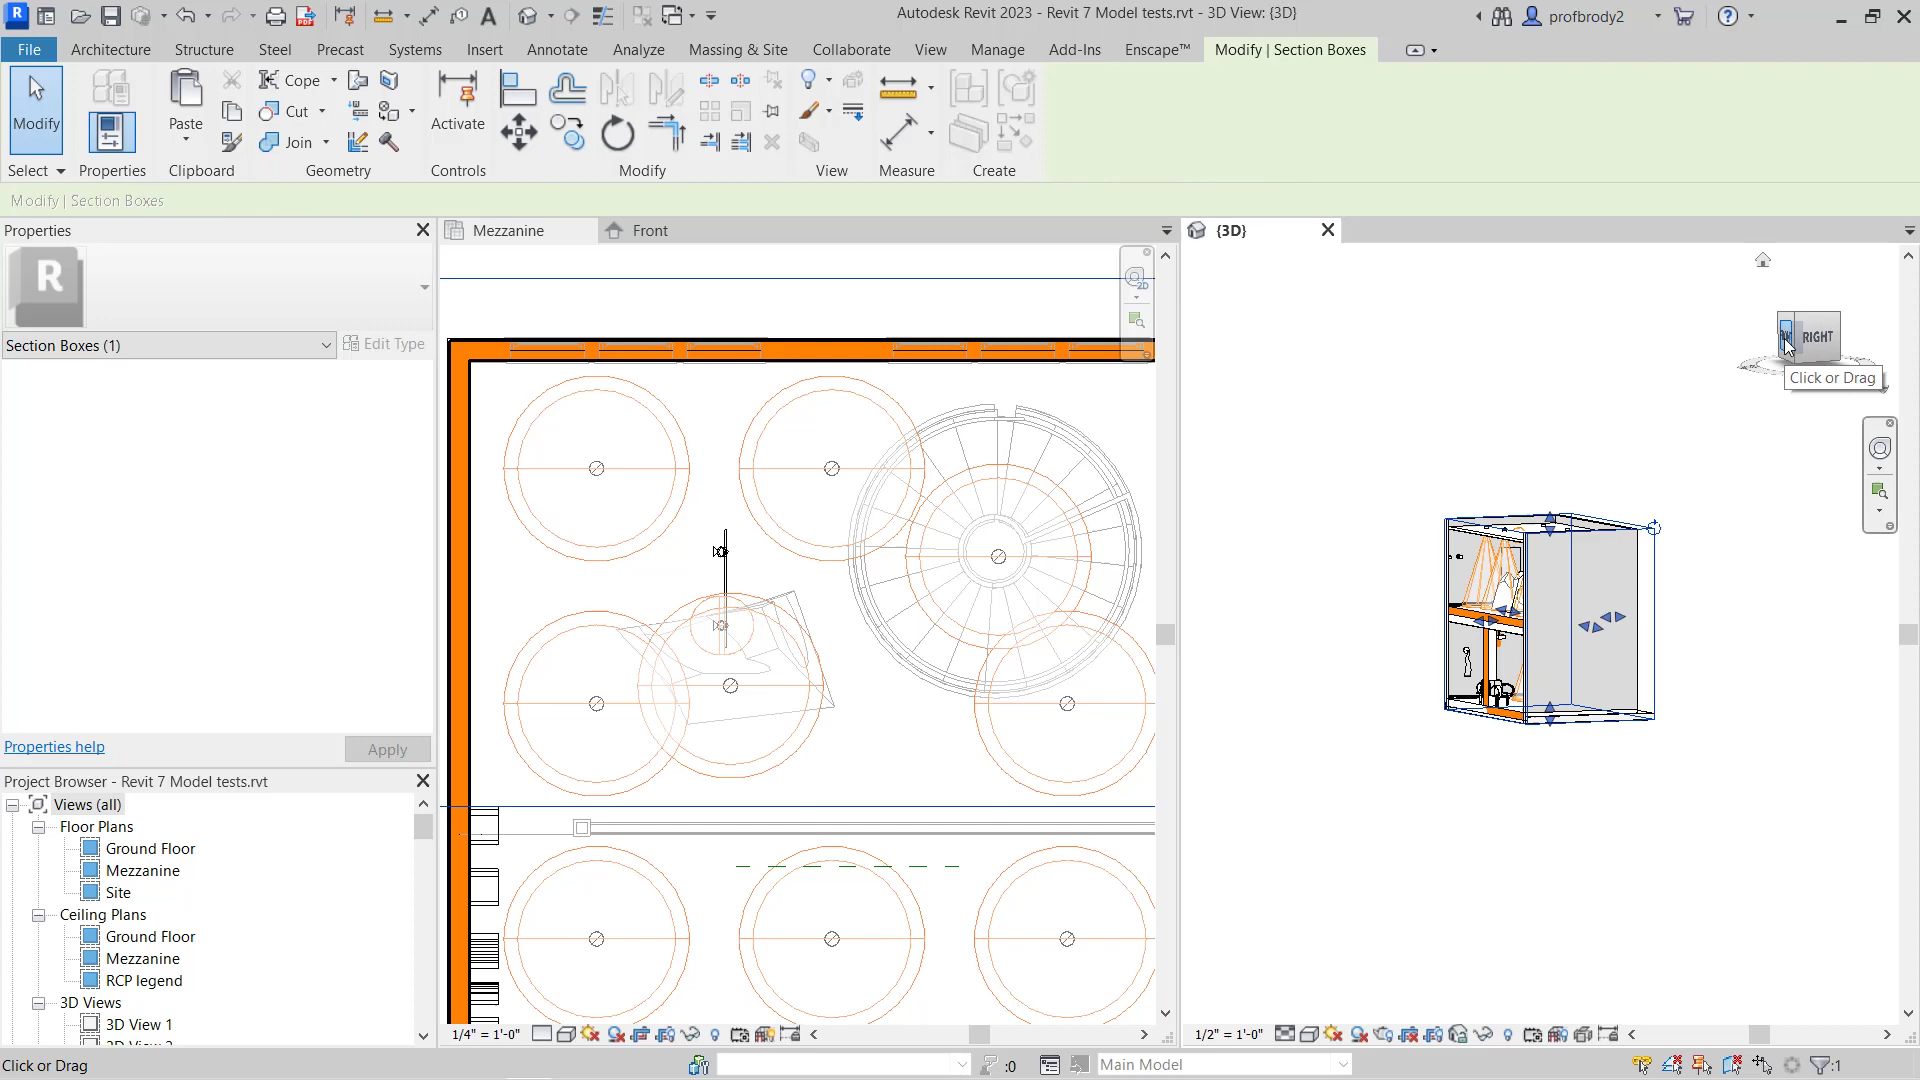 Autodesk Revit 2023 - Revit 7 Model tests.rvt - 3D View: {3D}
profbrody2
File Architecture Structure Steel Precast Systems Insert Annotate Analyze Massing & Site Collaborate View Manage Add-Ins Enscape™ Modify | Section Boxes
Modify
Paste
Cope
Cut
Join
Activate
Select Properties Clipboard Geometry Controls Modify View Measure Create
Modify | Section Boxes
Properties
R
Section Boxes (1)
Edit Type
Properties help
Apply
Project Browser - Revit 7 Model tests.rvt
Views (all)
Floor Plans
Ground Floor
Mezzanine
Site
Ceiling Plans
Ground Floor
Mezzanine
RCP legend
3D Views
3D View 1
3D View 2
Mezzanine
Front
2D
1/4" = 1'-0"
{3D}
RIGHT
Click or Drag
1/2" = 1'-0"
Click or Drag
:0
Main Model
:1